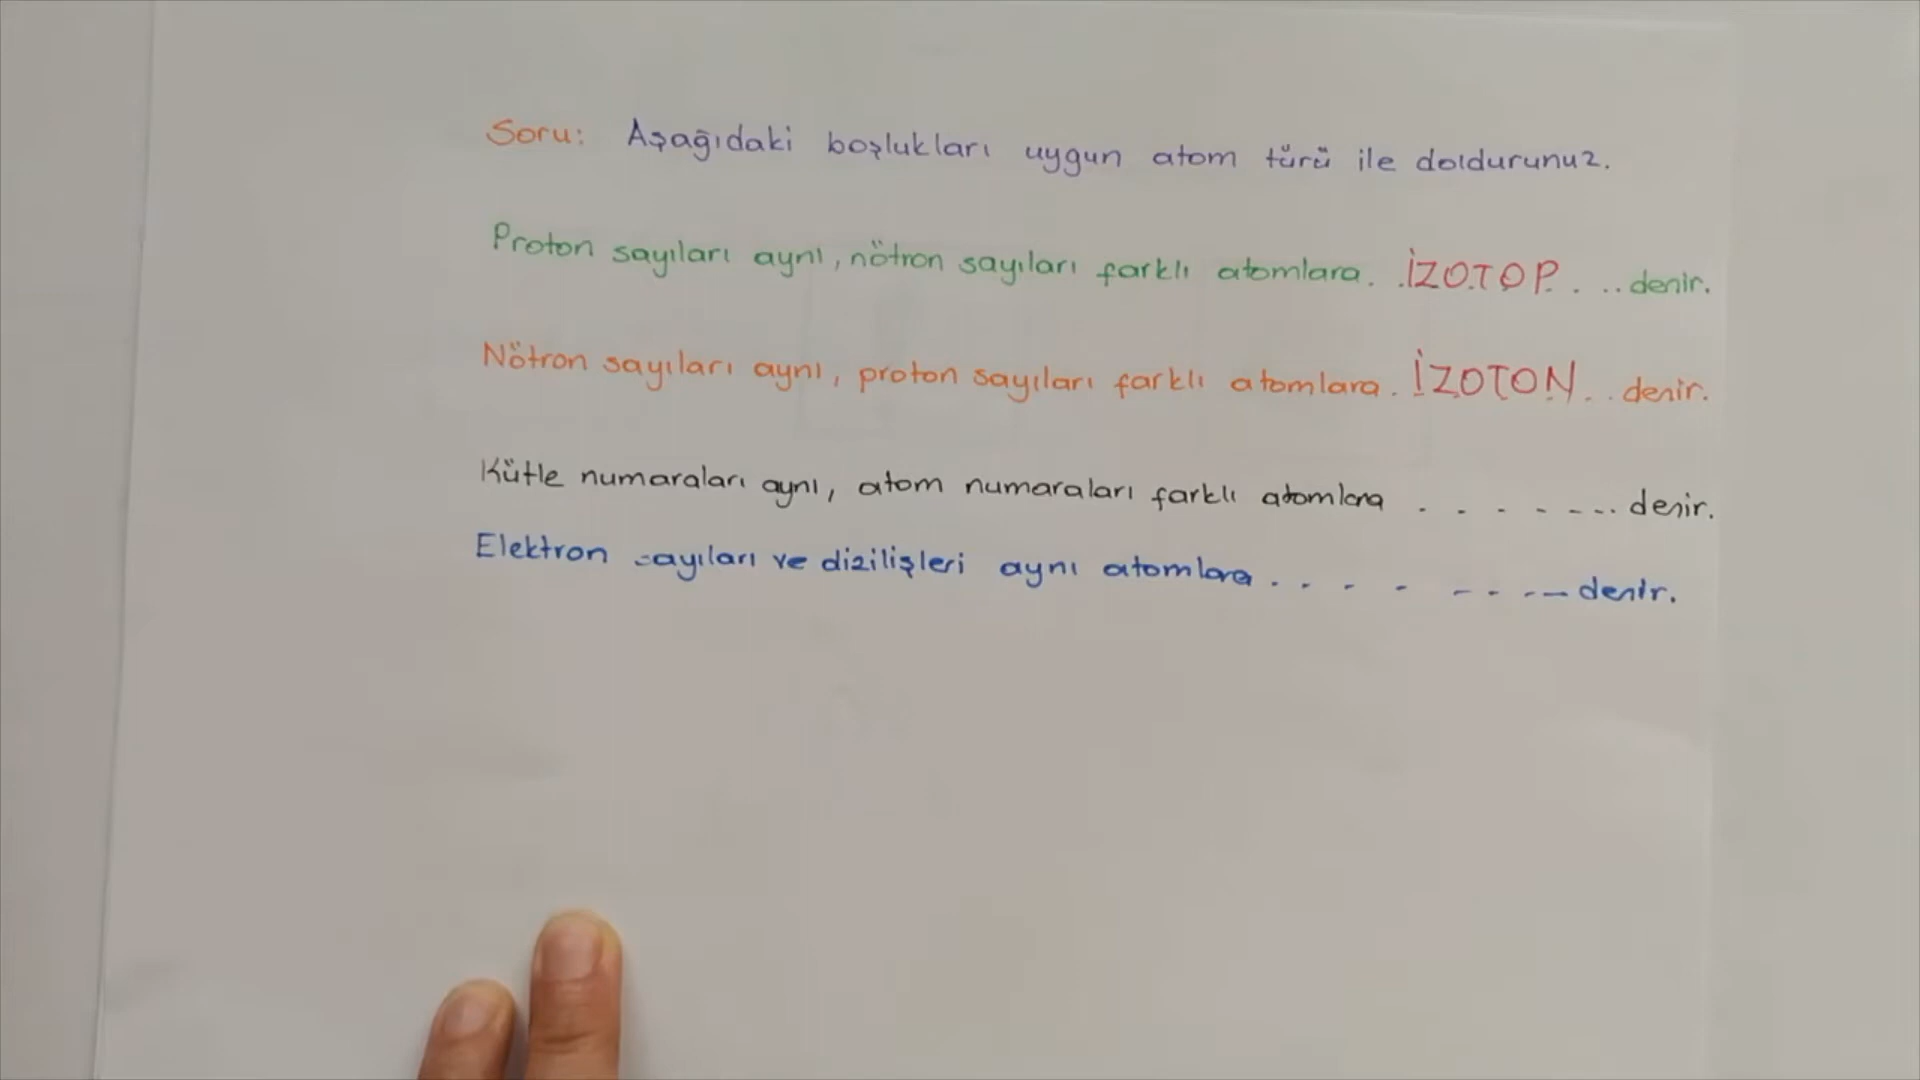 Soru: Aşağıdaki boşlukları uygun atom türü ile doldurunuz.
Proton sayıları aynı, nötron sayıları farklı atomlara. .İZOTOP. . .. denir.
Nötron sayıları aynı, proton sayıları farklı atomlara . İZOTON . . denir.
Kütle numaraları aynı, atom numaraları farklı atomlara . . . - - - .. denir.
Elektron sayıları ve dizilişleri aynı atomlara . . - - - - - - denir.